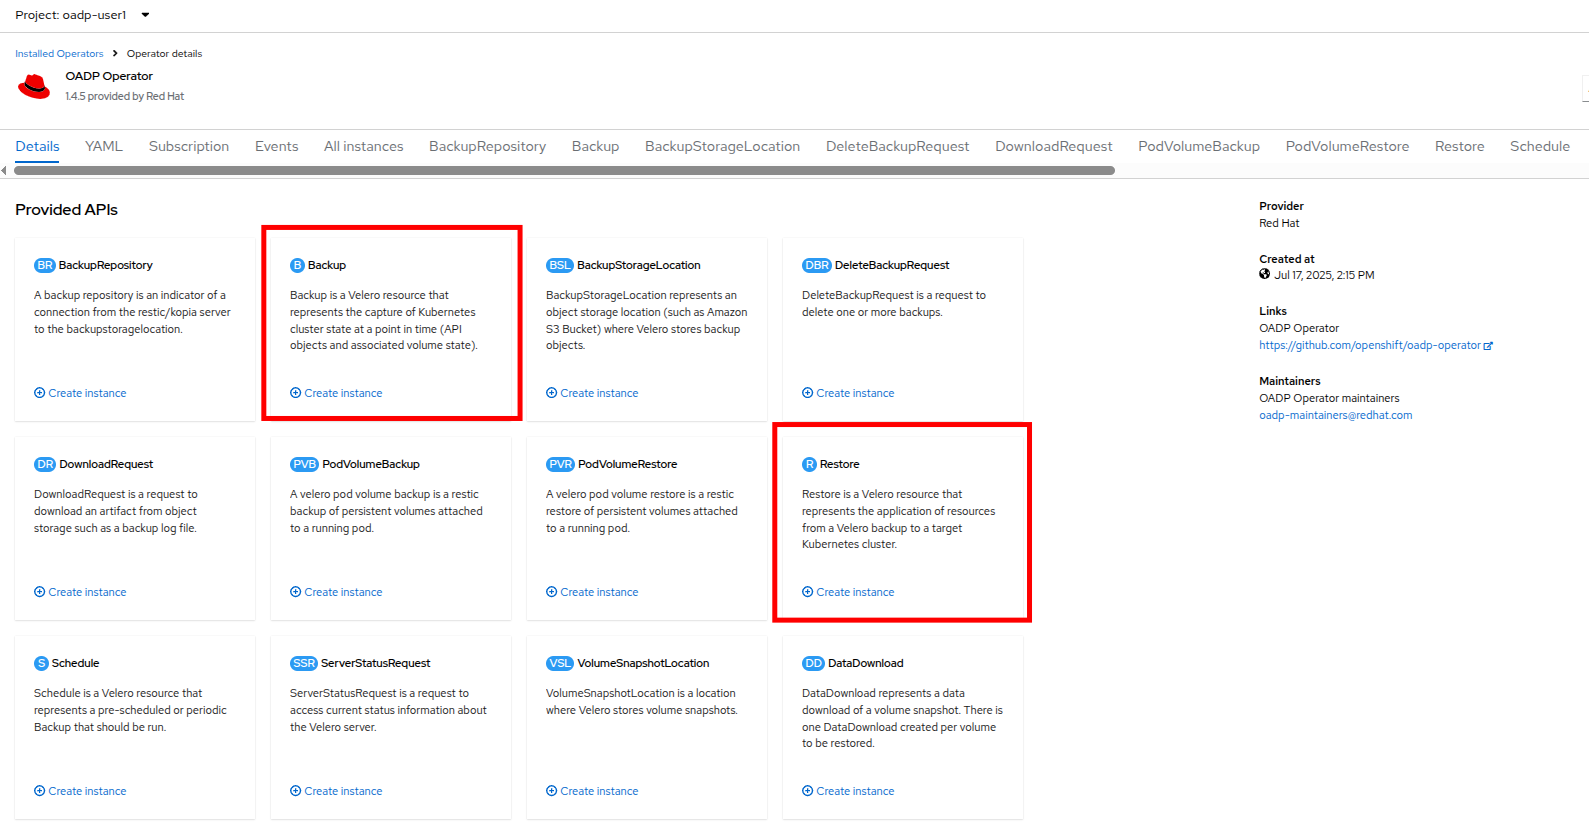 Project: oadp-user1
Installed Operators > Operator details
OADP Operator
1.4.5 provided by Red Hat
Details YAML Subscription Events All instances BackupRepository Backup BackupStorageLocation DeleteBackupRequest DownloadRequest PodVolumeBackup PodVolumeRestore Restore Schedule
Provided APIs
BR BackupRepository
A backup repository is an indicator of a
connection from the restic/kopia server
to the backupstoragelocation.
Create instance
B Backup
Backup is a Velero resource that
represents the capture of Kubernetes
cluster state at a point in time (API
objects and associated volume state).
Create instance
BSL BackupStorageLocation
BackupStorageLocation represents an
object storage location (such as Amazon
S3 Bucket) where Velero stores backup
objects.
Create instance
DBR DeleteBackupRequest
DeleteBackupRequest is a request to
delete one or more backups.
Create instance
DR DownloadRequest
DownloadRequest is a request to
download an artifact from object
storage such as a backup log file.
Create instance
PVB PodVolumeBackup
A velero pod volume backup is a restic
backup of persistent volumes attached
to a running pod.
Create instance
PVR PodVolumeRestore
A velero pod volume restore is a restic
restore of persistent volumes attached
to a running pod.
Create instance
R Restore
Restore is a Velero resource that
represents the application of resources
from a Velero backup to a target
Kubernetes cluster.
Create instance
S Schedule
Schedule is a Velero resource that
represents a pre-scheduled or periodic
Backup that should be run.
Create instance
SSR ServerStatusRequest
ServerStatusRequest is a request to
access current status information about
the Velero server.
Create instance
VSL VolumeSnapshotLocation
VolumeSnapshotLocation is a location
where Velero stores volume snapshots.
Create instance
DD DataDownload
DataDownload represents a data
download of a volume snapshot. There is
one DataDownload created per volume
to be restored.
Create instance
Provider
Red Hat
Created at
Jul 17, 2025, 2:15 PM
Links
OADP Operator
https://github.com/openshift/oadp-operator
Maintainers
OADP Operator maintainers
oadp-maintainers@redhat.com